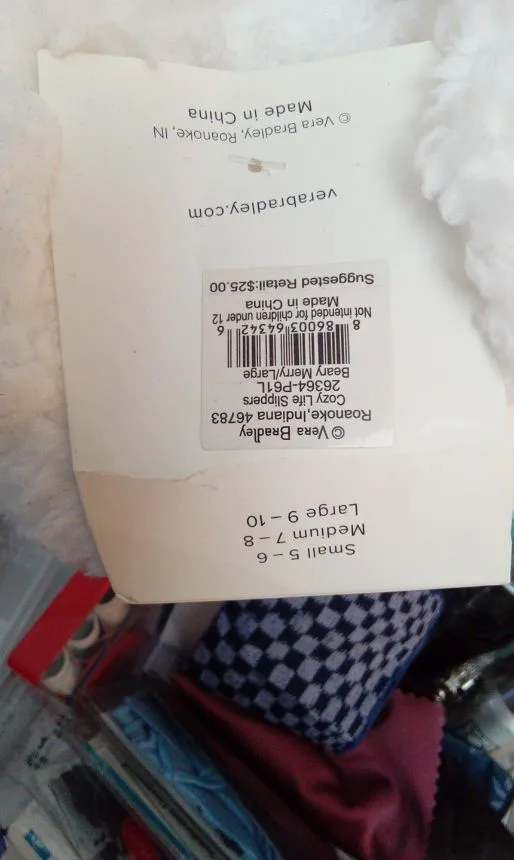 Small 5 – 6
Medium 7 – 8
Large 9 – 10
© VERA BRADLEY
Roanoke,Indiana 46783
Cozy Life Slippers
26364-P61L
Beary Merry/Large
8 86003 64342 6
Not intended for children under 12
Made in China
Suggested Retail:$25.00
verabradley.com
© Vera Bradley, Roanoke, IN
Made in China